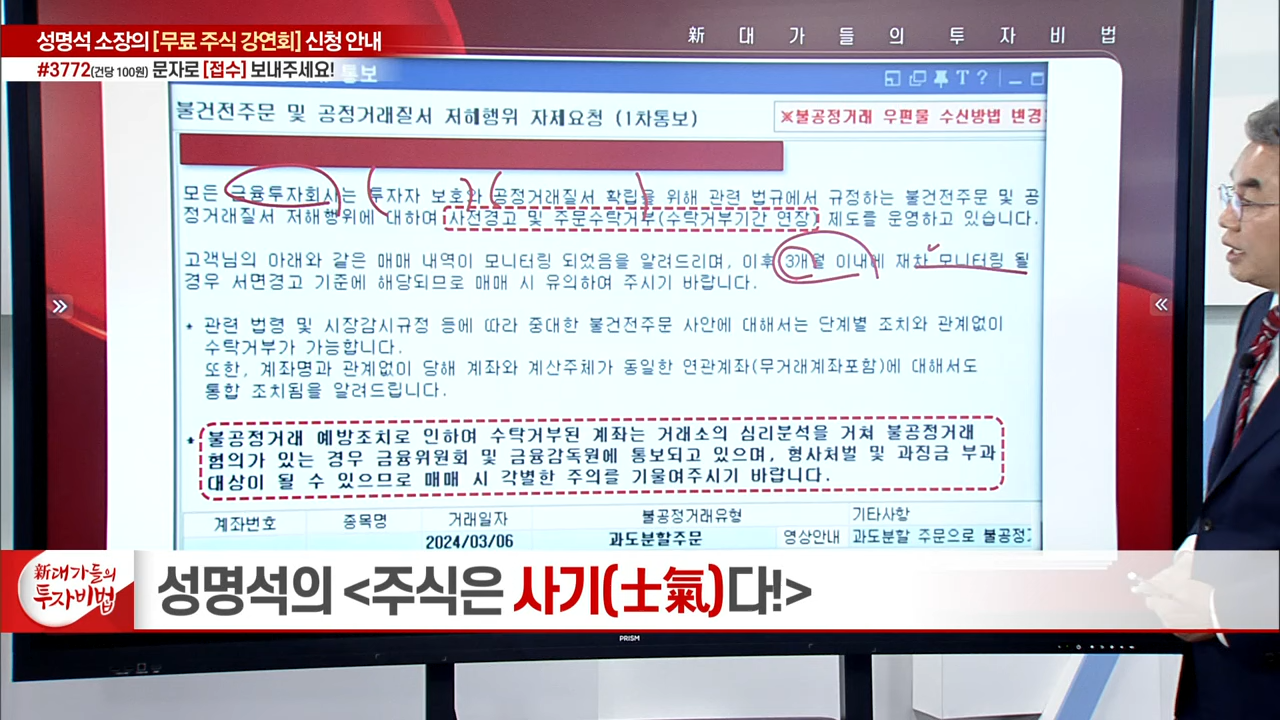 성명석 소장의 [무료 주식 강연회] 신청 안내
#3772(건당 100원) 문자로 [접수] 보내주세요!
新대가들의 투자비법
통보
불건전주문 및 공정거래질서 저해행위 자제요청 (1차통보)
※불공정거래 우편물 수신방법 변경
모든 금융투자회사는 투자자 보호와 공정거래질서 확립을 위해 관련 법규에서 규정하는 불건전주문 및 공
정거래질서 저해행위에 대하여 사전경고 및 주문수탁거부(수탁거부기간 연장) 제도를 운영하고 있습니다.
고객님의 아래와 같은 매매 내역이 모니터링 되었음을 알려드리며, 이후 3개월 이내에 재차 모니터링 될
경우 서면경고 기준에 해당되므로 매매 시 유의하여 주시기 바랍니다.
* 관련 법령 및 시장감시규정 등에 따라 중대한 불건전주문 사안에 대해서는 단계별 조치와 관계없이
수탁거부가 가능합니다.
또한, 계좌명과 관계없이 당해 계좌와 계산주체가 동일한 연관계좌(무거래계좌포함)에 대해서도
통합 조치됨을 알려드립니다.
* 불공정거래 예방조치로 인하여 수탁거부된 계좌는 거래소의 심리분석을 거쳐 불공정거래
혐의가 있는 경우 금융위원회 및 금융감독원에 통보되고 있으며, 형사처벌 및 과징금 부과
대상이 될 수 있으므로 매매 시 각별한 주의를 기울여주시기 바랍니다.
계좌번호 종목명 거래일자 불공정거래유형 기타사항
2024/03/06 과도분할주문 영상안내 과도분할 주문으로 불공정
新대가들의
투자비법
성명석의 <주식은 사기(士氣)다!>
PRISM